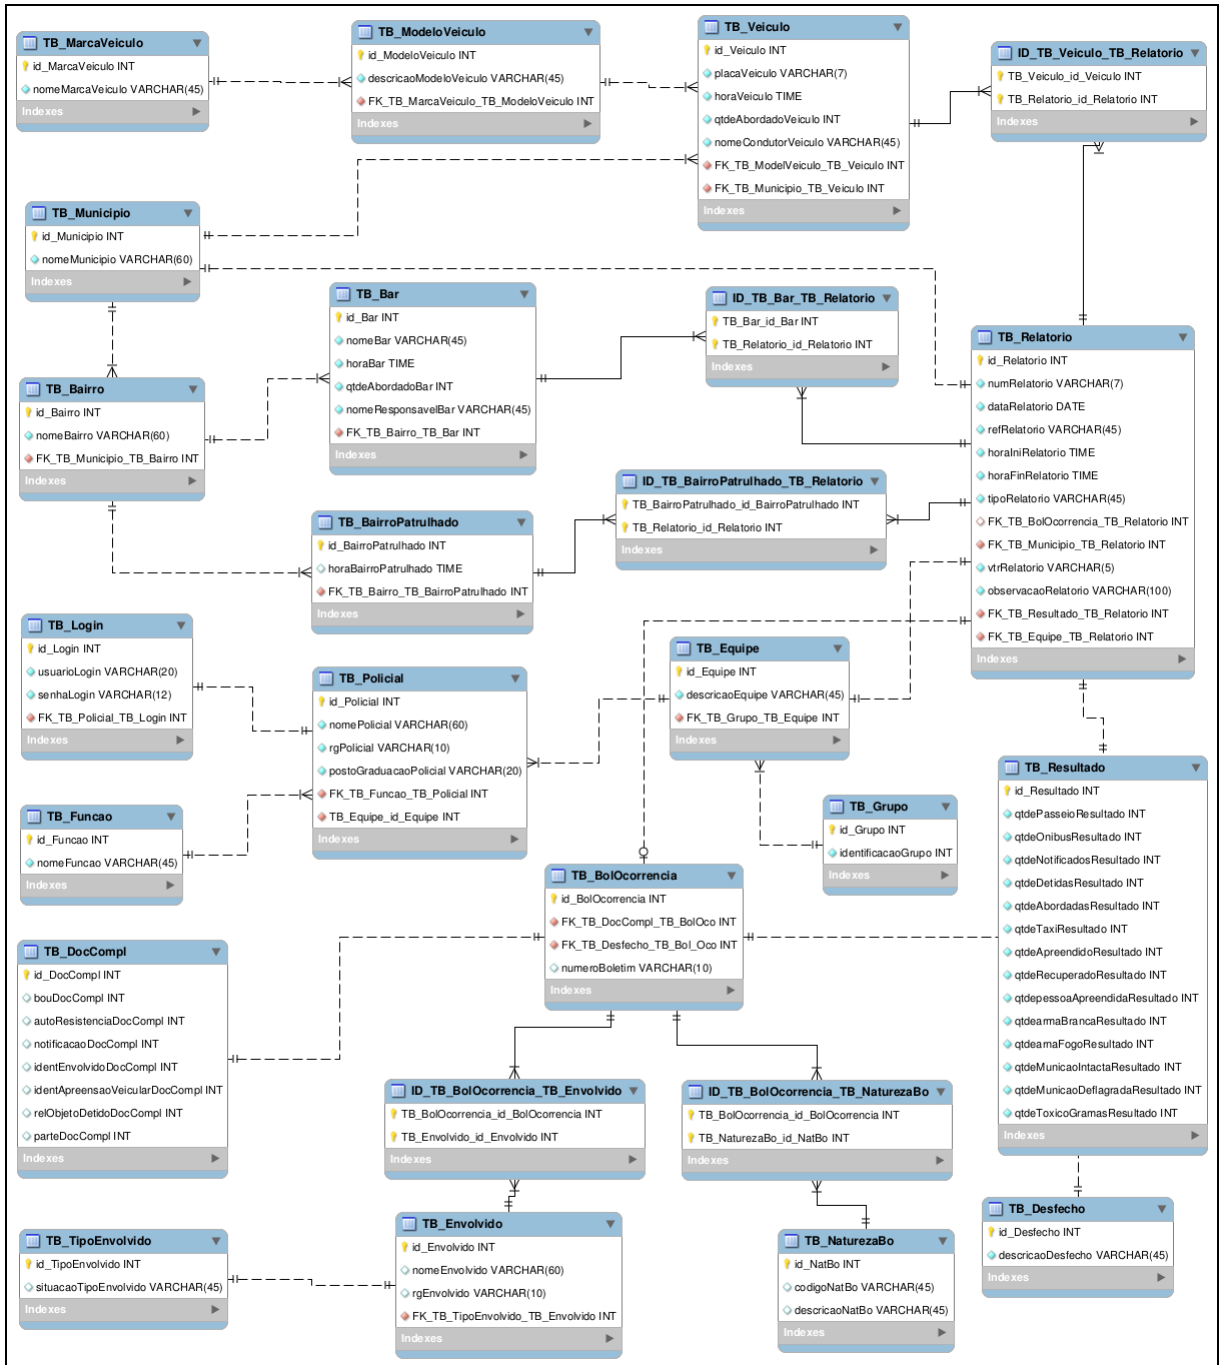 TB_MarcaVeiculo
id_MarcaVeiculo INT
nomeMarcaVeiculo VARCHAR(45)
Indexes
TB_ModeloVeiculo
id_ModeloVeiculo INT
descricaoModeloVeiculo VARCHAR(45)
FK_TB_MarcaVeiculo_TB_ModeloVeiculo INT
Indexes
TB_Veiculo
id_Veiculo INT
placaVeiculo VARCHAR(7)
horaVeiculo TIME
qtdeAbordadoVeiculo INT
nomeCondutorVeiculo VARCHAR(45)
FK_TB_ModelVeiculo_TB_Veiculo INT
FK_TB_Municipio_TB_Veiculo INT
Indexes
ID_TB_Veiculo_TB_Relatorio
TB_Veiculo_id_Veiculo INT
TB_Relatorio_id_Relatorio INT
Indexes
TB_Municipio
id_Municipio INT
nomeMunicipio VARCHAR(60)
Indexes
TB_Bar
id_Bar INT
nomeBar VARCHAR(45)
horaBar TIME
qtdeAbordadoBar INT
nomeResponsavelBar VARCHAR(45)
FK_TB_Bairro_TB_Bar INT
Indexes
ID_TB_Bar_TB_Relatorio
TB_Bar_id_Bar INT
TB_Relatorio_id_Relatorio INT
Indexes
TB_Relatorio
id_Relatorio INT
numRelatorio VARCHAR(7)
dataRelatorio DATE
refRelatorio VARCHAR(45)
horaIniRelatorio TIME
horaFinRelatorio TIME
tipoRelatorio VARCHAR(45)
FK_TB_BolOcorrencia_TB_Relatorio INT
FK_TB_Municipio_TB_Relatorio INT
vtrRelatorio VARCHAR(5)
observacaoRelatorio VARCHAR(100)
FK_TB_Resultado_TB_Relatorio INT
FK_TB_Equipe_TB_Relatorio INT
Indexes
TB_Bairro
id_Bairro INT
nomeBairro VARCHAR(60)
FK_TB_Municipio_TB_Bairro INT
Indexes
ID_TB_BairroPatrulhado_TB_Relatorio
TB_BairroPatrulhado_id_BairroPatrulhado INT
TB_Relatorio_id_Relatorio INT
Indexes
TB_BairroPatrulhado
id_BairroPatrulhado INT
horaBairroPatrulhado TIME
FK_TB_Bairro_TB_BairroPatrulhado INT
Indexes
TB_Login
id_Login INT
usuarioLogin VARCHAR(20)
senhaLogin VARCHAR(12)
FK_TB_Policial_TB_Login INT
Indexes
TB_Policial
id_Policial INT
nomePolicial VARCHAR(60)
rgPolicial VARCHAR(10)
postoGraduacaoPolicial VARCHAR(20)
FK_TB_Funcao_TB_Policial INT
TB_Equipe_id_Equipe INT
Indexes
TB_Equipe
id_Equipe INT
descricaoEquipe VARCHAR(45)
FK_TB_Grupo_TB_Equipe INT
Indexes
TB_Funcao
id_Funcao INT
nomeFuncao VARCHAR(45)
Indexes
TB_Grupo
id_Grupo INT
identificacaoGrupo INT
Indexes
TB_Resultado
id_Resultado INT
qtdePasseioResultado INT
qtdeOnibusResultado INT
qtdeNotificadosResultado INT
qtdeDetidasResultado INT
qtdeAbordadasResultado INT
qtdeTaxiResultado INT
qtdeApreendidoResultado INT
qtdeRecuperadoResultado INT
qtdepessoaApreendidaResultado INT
qtdearmaBrancaResultado INT
qtdearnaFogoResultado INT
qtdeMunicaoIntactaResultado INT
qtdeMunicaoDeflagradaResultado INT
qtdeToxicoGramasResultado INT
Indexes
TB_BolOcorrencia
id_BolOcorrencia INT
FK_TB_DocCompl_TB_BolOco INT
FK_TB_Desfecho_TB_Bol_Oco INT
numeroBoletim VARCHAR(10)
Indexes
TB_DocCompl
id_DocCompl INT
bouDocCompl INT
autoResistenciaDocCompl INT
notificacaoDocCompl INT
identEnvolvidoDocCompl INT
identApreensaoVeicularDocCompl INT
relObjetoDetidoDocCompl INT
parteDocCompl INT
Indexes
ID_TB_BolOcorrencia_TB_Envolvido
TB_BolOcorrencia_id_BolOcorrencia INT
TB_Envolvido_id_Envolvido INT
Indexes
ID_TB_BolOcorrencia_TB_NaturezaBo
TB_BolOcorrencia_id_BolOcorrencia INT
TB_NaturezaBo_id_NatBo INT
Indexes
TB_Desfecho
id_Desfecho INT
descricaoDesfecho VARCHAR(45)
Indexes
TB_TipoEnvolvido
id_TipoEnvolvido INT
situacaoTipoEnvolvido VARCHAR(45)
Indexes
TB_Envolvido
id_Envolvido INT
nomeEnvolvido VARCHAR(60)
rgEnvolvido VARCHAR(10)
FK_TB_TipoEnvolvido_TB_Envolvido INT
Indexes
TB_NaturezaBo
id_NatBo INT
codigoNatBo VARCHAR(45)
descricaoNatBo VARCHAR(45)
Indexes